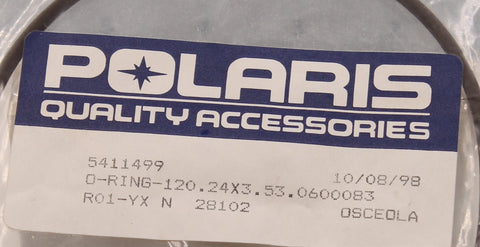 POLARIS
QUALITY ACCESSORIES
5411499 10/08/98
O-RING-120.24X3.53.0600083
R01-YX N 28102 OSCEOLA